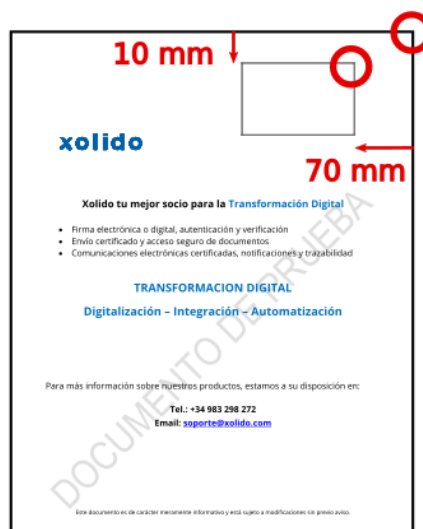 10 mm
xolido
70 mm
Xolido tu mejor socio para la Transformación Digital
• Firma electrónica o digital, autenticación y verificación
• Envío certificado y acceso seguro de documentos
• Comunicaciones electrónicas certificadas, notificaciones y trazabilidad
TRANSFORMACION DIGITAL
Digitalización – Integración – Automatización
DOCUMENTO DE PRUEBA
Para más información sobre nuestros productos, estamos a su disposición en:
Tel.: +34 983 298 272
Email: soporte@xolido.com
Este documento es de carácter meramente informativo y está sujeto a modificaciones sin previo aviso.